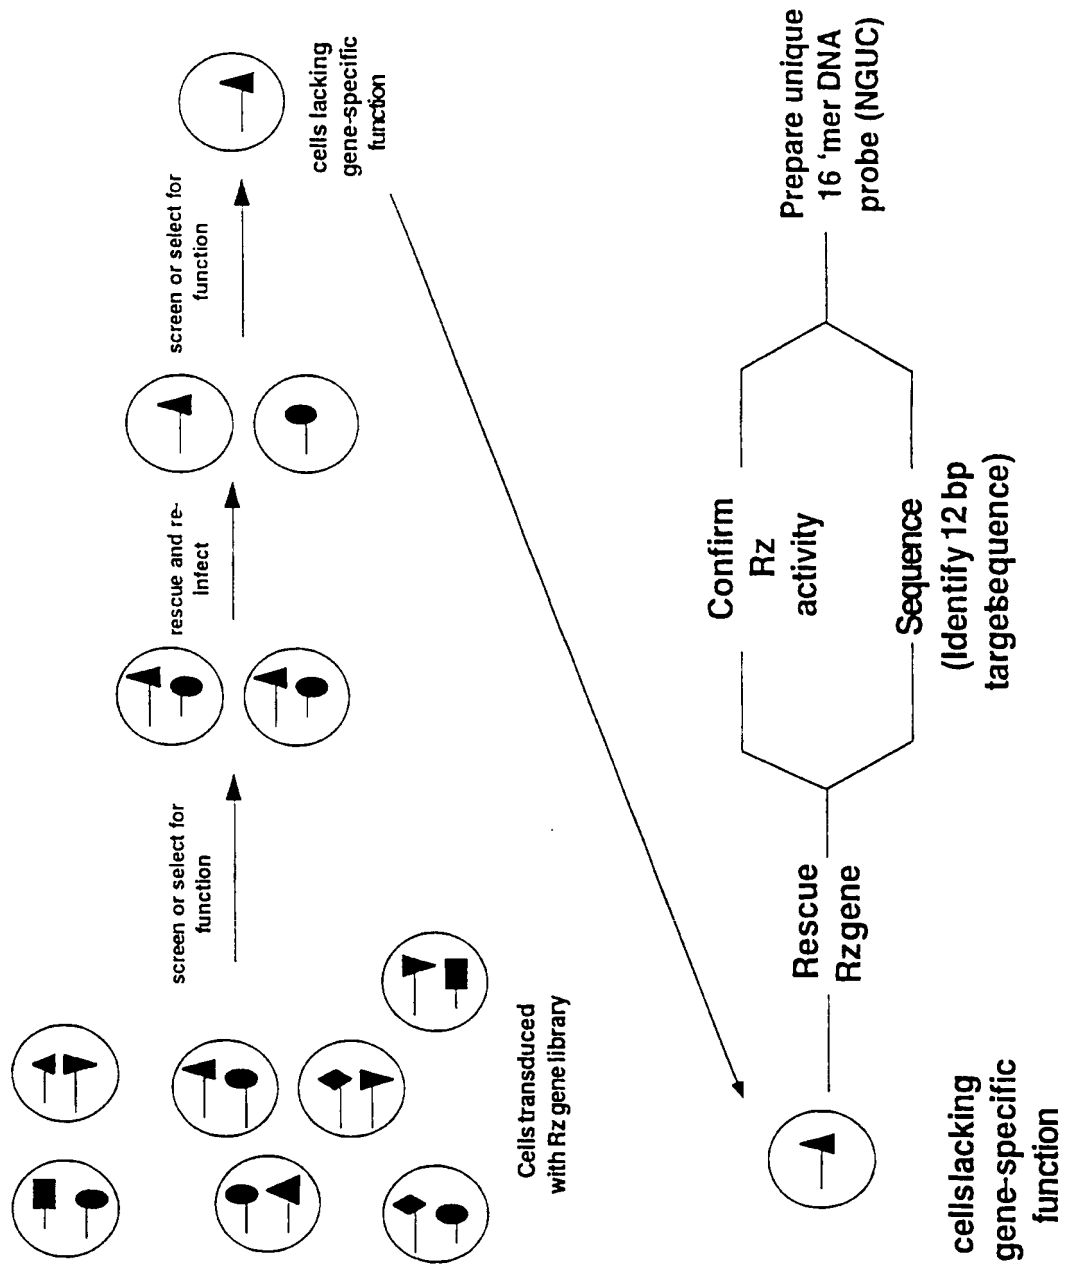 Cells transduced
with Rz gene library
screen or select for
function
rescue and re-
Infect
screen or select for
function
cells lacking
gene-specific
function
cellslacking
gene-specific
function
Rescue
Rzgene
Confirm
Rz
activity
Sequence
(Identify 12 bp
targetsequence)
Prepare unique
16 'mer DNA
probe (NGUC)